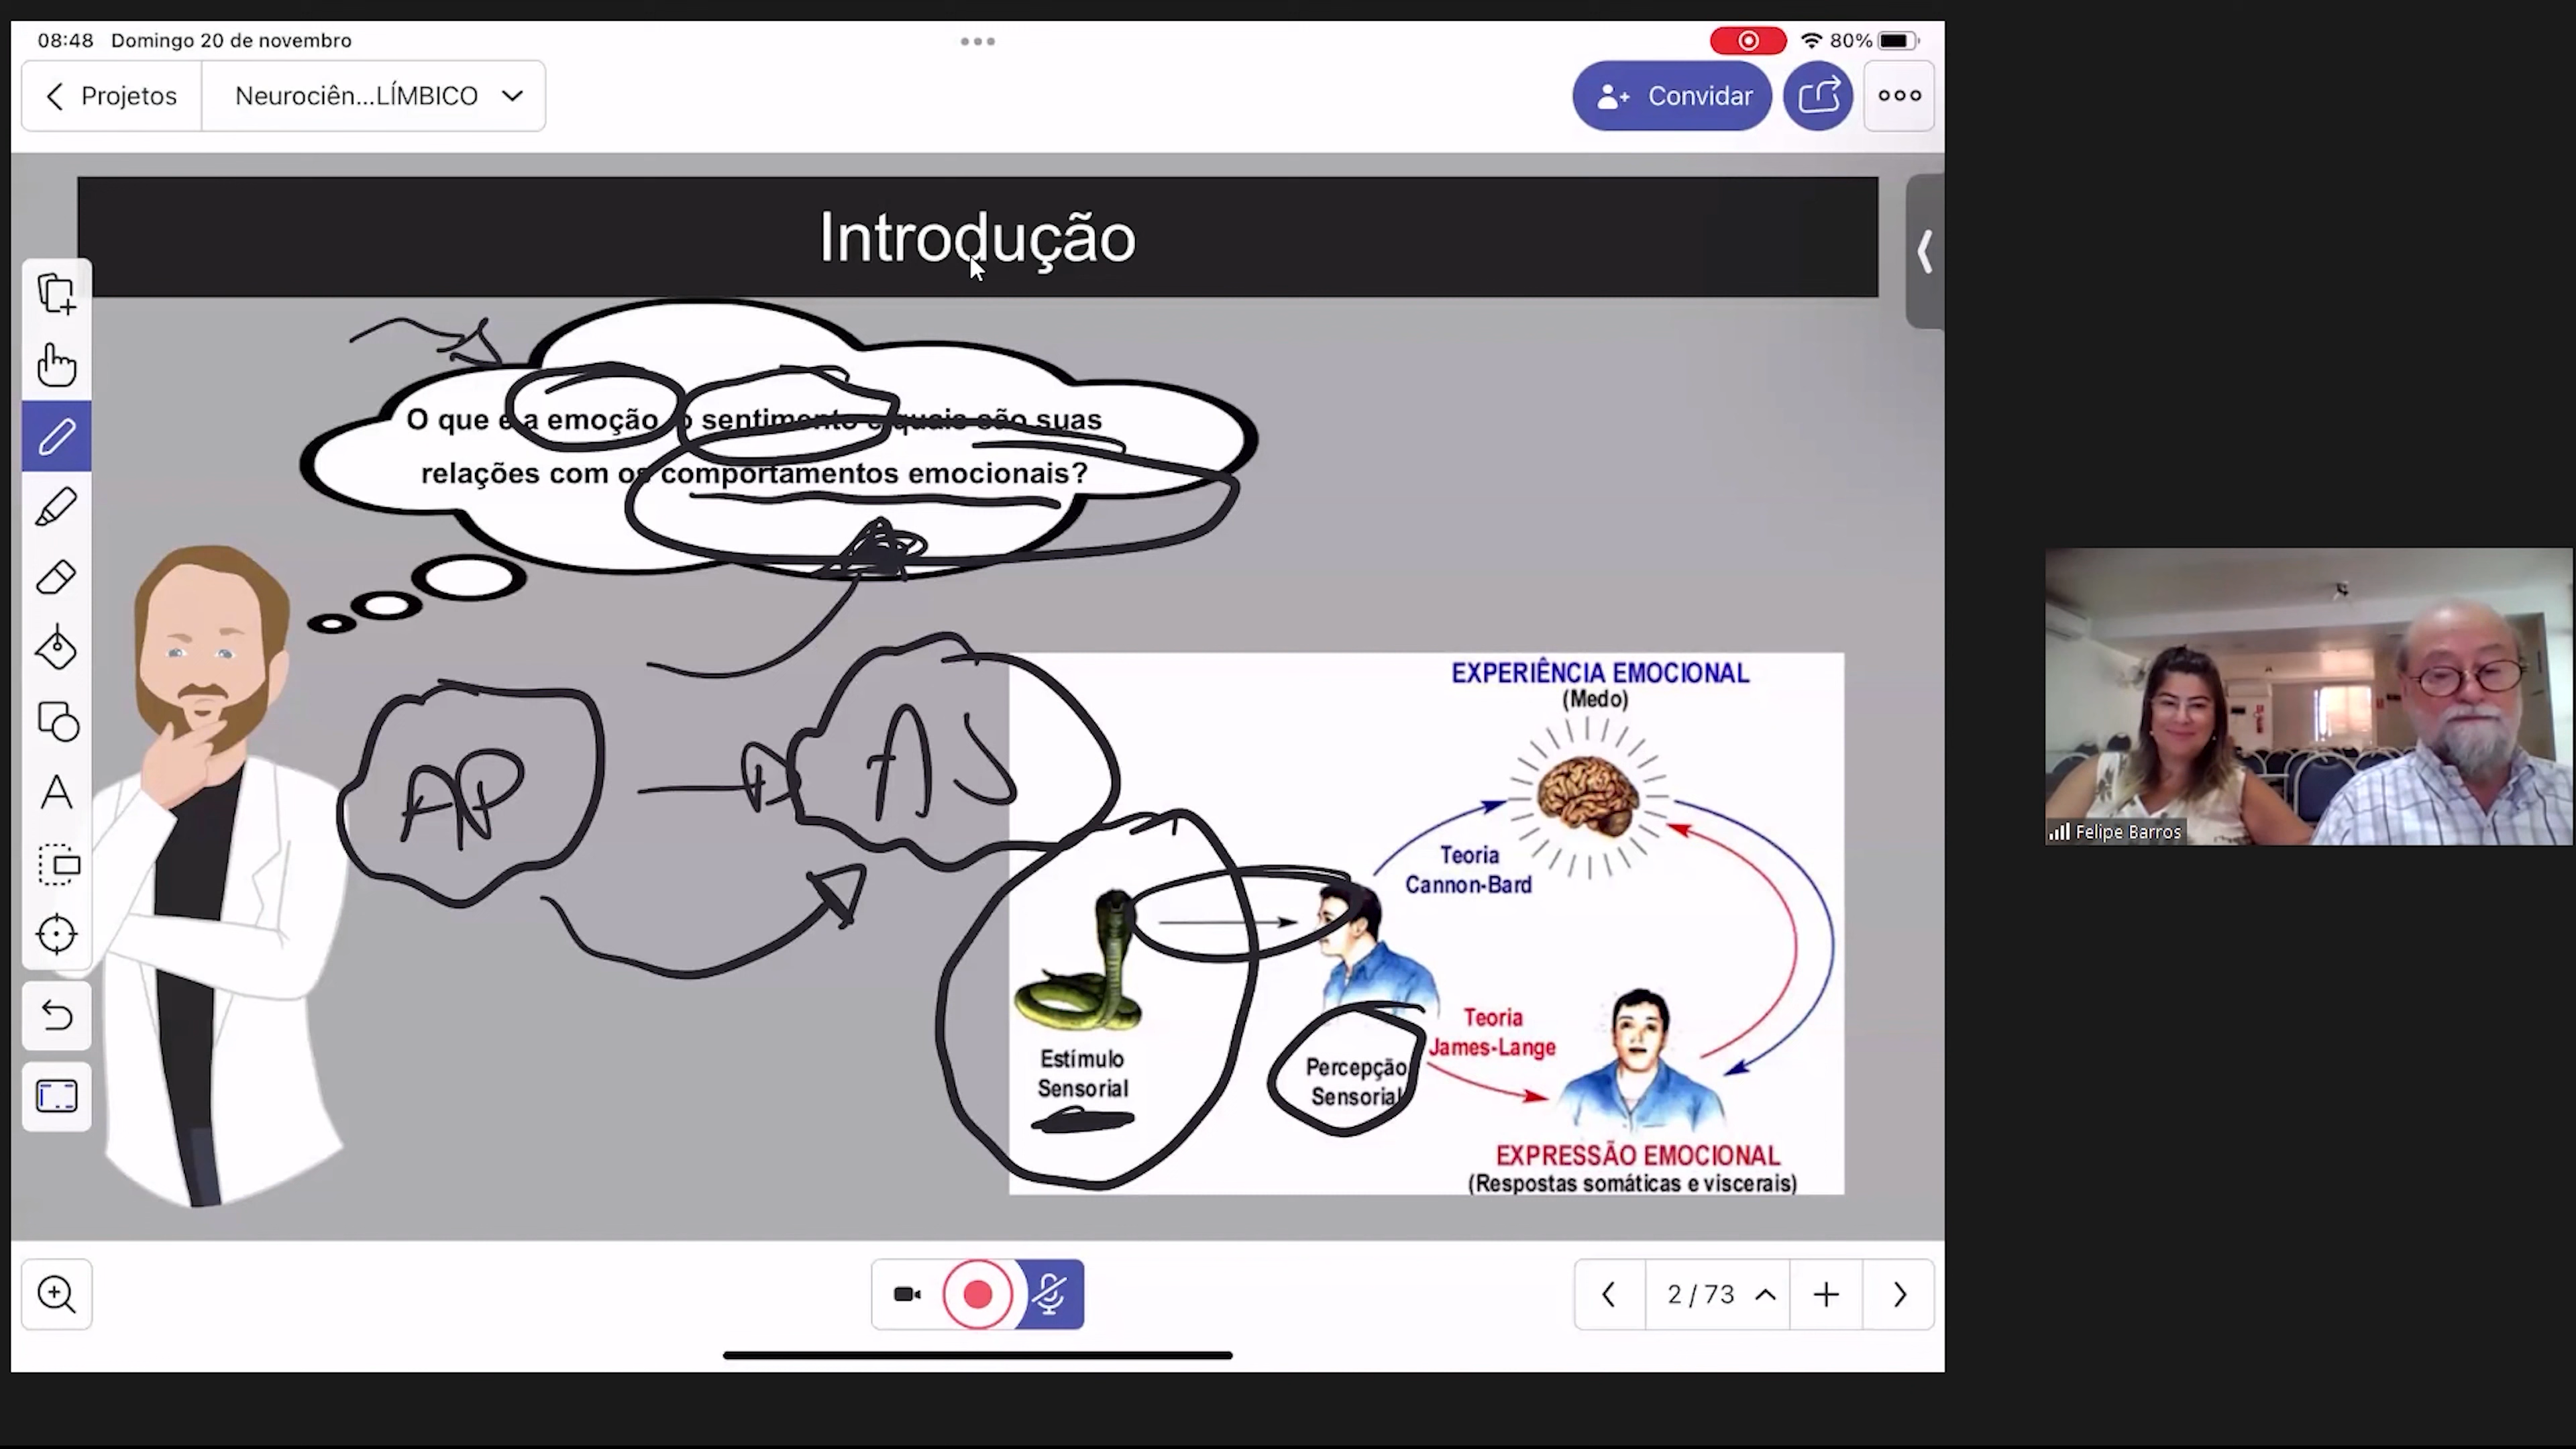 08:48 Domingo 20 de novembro
80%
Projetos
Neurociên...LÍMBICO
Convidar
Introdução
O que é a emoção o sentimento e quais são suas
relações com os comportamentos emocionais?
AP
AS
EXPERIÊNCIA EMOCIONAL
(Medo)
Teoria
Cannon-Bard
Estímulo
Sensorial
Percepção
Sensorial
Teoria
James-Lange
EXPRESSÃO EMOCIONAL
(Respostas somáticas e viscerais)
Felipe Barros
2 / 73